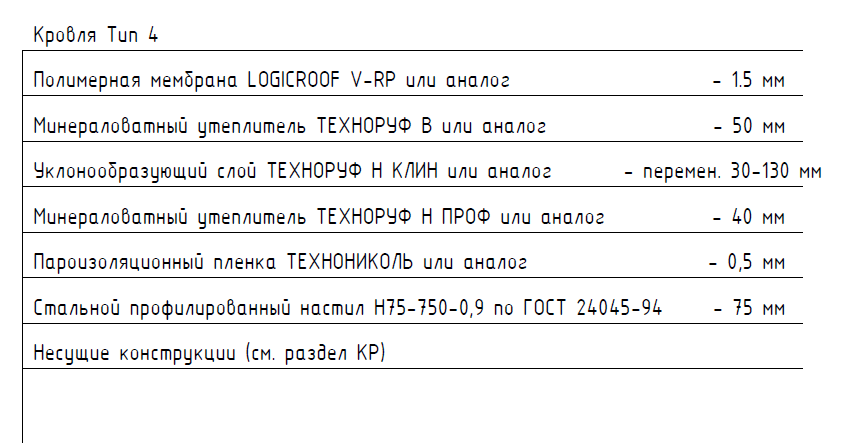 Кровля Тип 4
Полимерная мембрана LOGICROOF V-RP или аналог - 1.5 мм
Минераловатный утеплитель ТЕХНОРУФ В или аналог - 50 мм
Уклонообразующий слой ТЕХНОРУФ Н КЛИН или аналог - перемен. 30-130 мм
Минераловатный утеплитель ТЕХНОРУФ Н ПРОФ или аналог - 40 мм
Пароизоляционный пленка ТЕХНОНИКОЛЬ или аналог - 0,5 мм
Стальной профилированный настил Н75-750-0,9 по ГОСТ 24045-94 - 75 мм
Несущие конструкции (см. раздел КР)